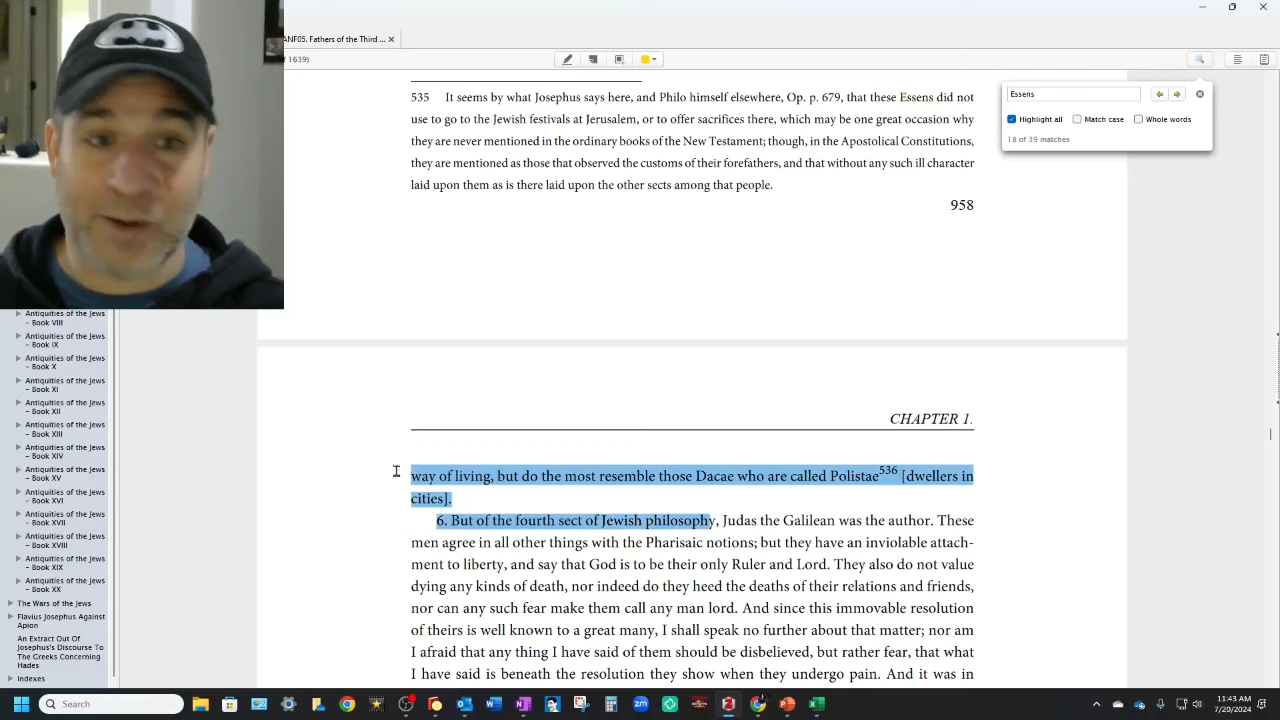 ANF05. Fathers of the Third ... ×
of 1639)
Essens
Highlight all
Match case
Whole words
18 of 39 matches
535 It seems by what Josephus says here, and Philo himself elsewhere, Op. p. 679, that these Essens did not
use to go to the Jewish festivals at Jerusalem, or to offer sacrifices there, which may be one great occasion why
they are never mentioned in the ordinary books of the New Testament; though, in the Apostolical Constitutions,
they are mentioned as those that observed the customs of their forefathers, and that without any such ill character
laid upon them as is there laid upon the other sects among that people.
958
CHAPTER 1.
way of living, but do the most resemble those Dacae who are called Polistae536 [dwellers in
cities].
6. But of the fourth sect of Jewish philosophy, Judas the Galilean was the author. These
men agree in all other things with the Pharisaic notions; but they have an inviolable attach-
ment to liberty, and say that God is to be their only Ruler and Lord. They also do not value
dying any kinds of death, nor indeed do they heed the deaths of their relations and friends,
nor can any such fear make them call any man lord. And since this immovable resolution
of theirs is well known to a great many, I shall speak no further about that matter; nor am
I afraid that any thing I have said of them should be disbelieved, but rather fear, that what
I have said is beneath the resolution they show when they undergo pain. And it was in
Antiquities of the Jews
– Book VIII
Antiquities of the Jews
– Book IX
Antiquities of the Jews
– Book X
Antiquities of the Jews
– Book XI
Antiquities of the Jews
– Book XII
Antiquities of the Jews
– Book XIII
Antiquities of the Jews
– Book XIV
Antiquities of the Jews
– Book XV
Antiquities of the Jews
– Book XVI
Antiquities of the Jews
– Book XVII
Antiquities of the Jews
– Book XVIII
Antiquities of the Jews
– Book XIX
Antiquities of the Jews
– Book XX
The Wars of the Jews
Flavius Josephus Against
Apion
An Extract Out Of
Josephus's Discourse To
The Greeks Concerning
Hades
Indexes
Search
zm
11:43 AM
7/20/2024